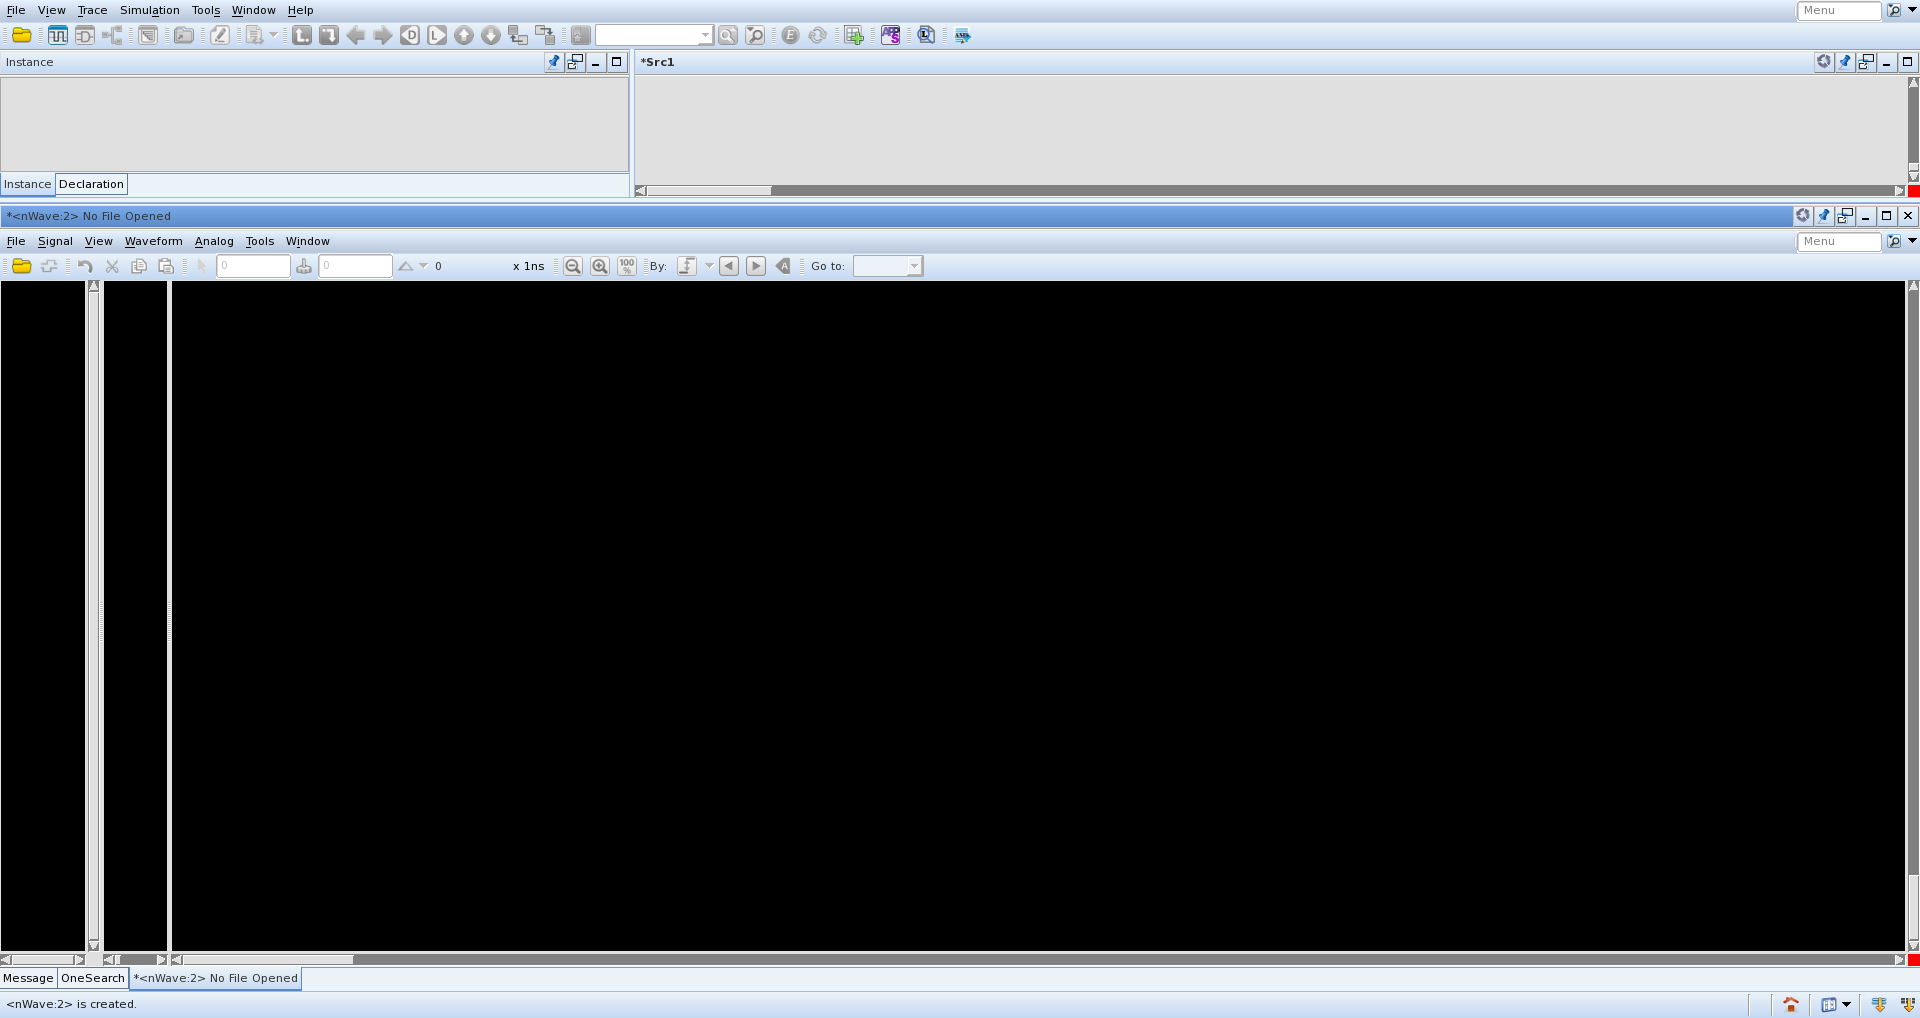 File View Trace Simulation Tools Window Help Menu
Instance
*Src1
Instance Declaration
*<nWave:2> No File Opened
File Signal View Waveform Analog Tools Window Menu
0 0 0 x 1ns 100% By: Go to:
Message OneSearch *<nWave:2> No File Opened
<nWave:2> is created.